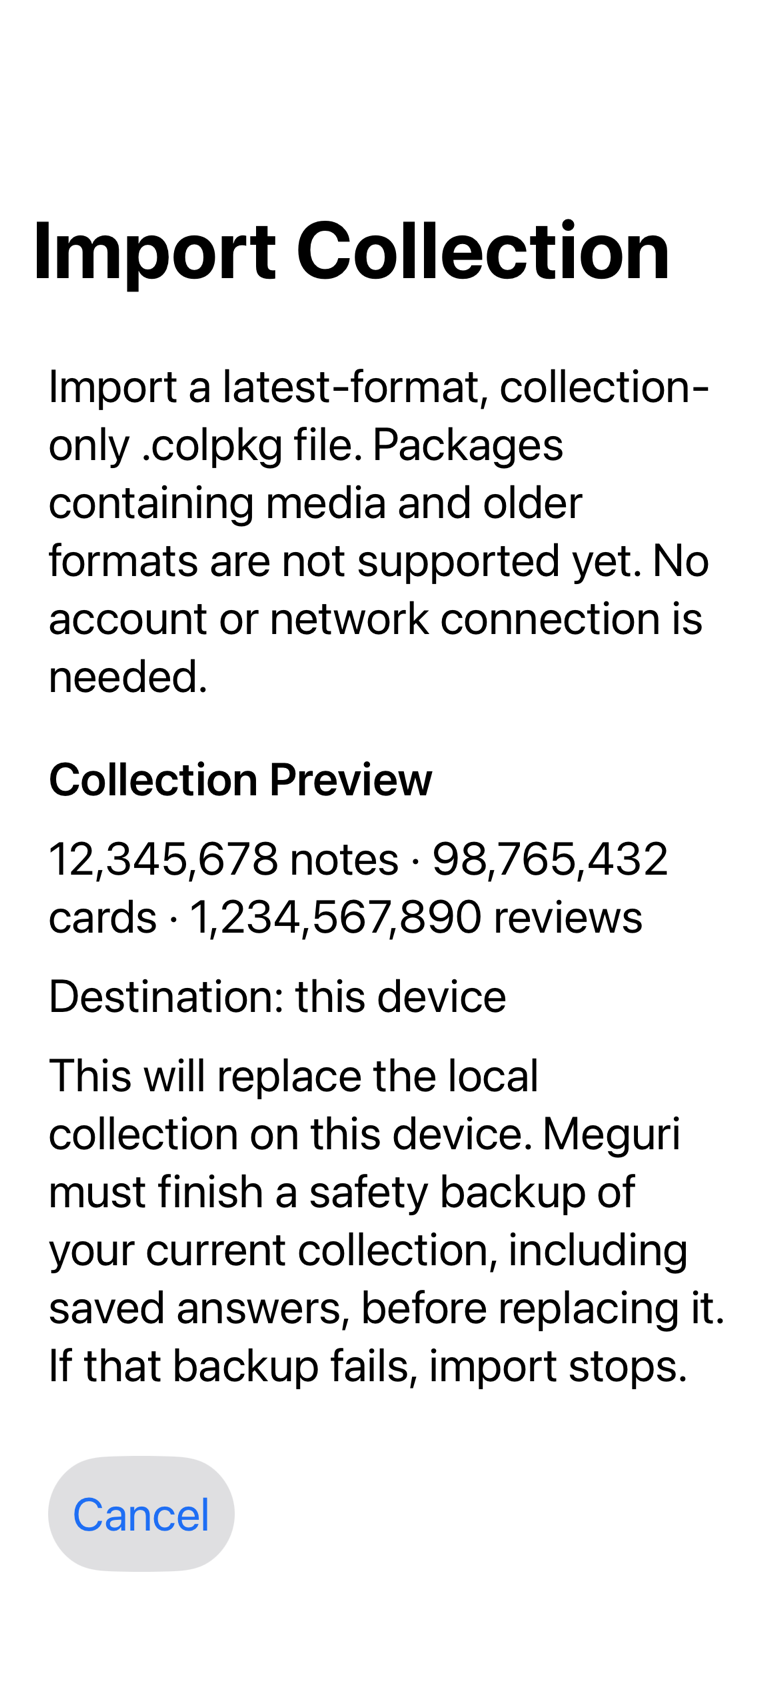 Import Collection
Import a latest-format, collection-
only .colpkg file. Packages
containing media and older
formats are not supported yet. No
account or network connection is
needed.
Collection Preview
12,345,678 notes · 98,765,432
cards · 1,234,567,890 reviews
Destination: this device
This will replace the local
collection on this device. Meguri
must finish a safety backup of
your current collection, including
saved answers, before replacing it.
If that backup fails, import stops.
Cancel